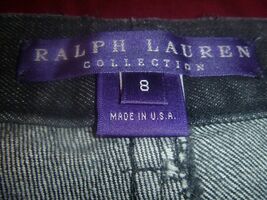 RALPH LAUREN
COLLECTION
8
MADE IN U.S.A.